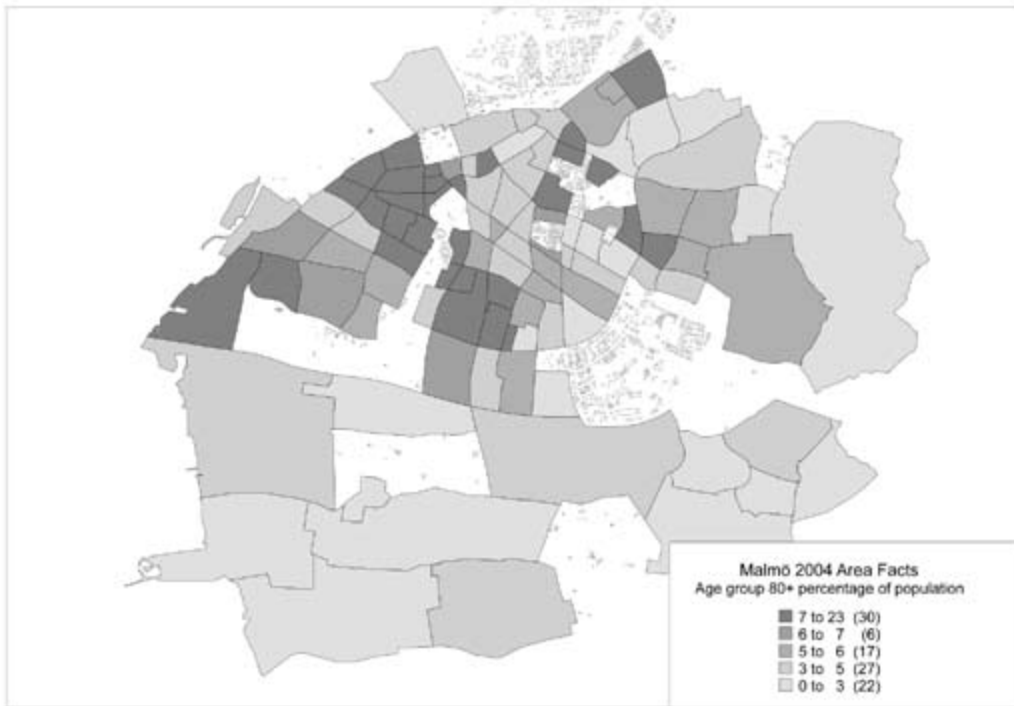 Malmö 2004 Area Facts
Age group 80+ percentage of population
7 to 23 (30)
6 to 7 (6)
5 to 6 (17)
3 to 5 (27)
0 to 3 (22)